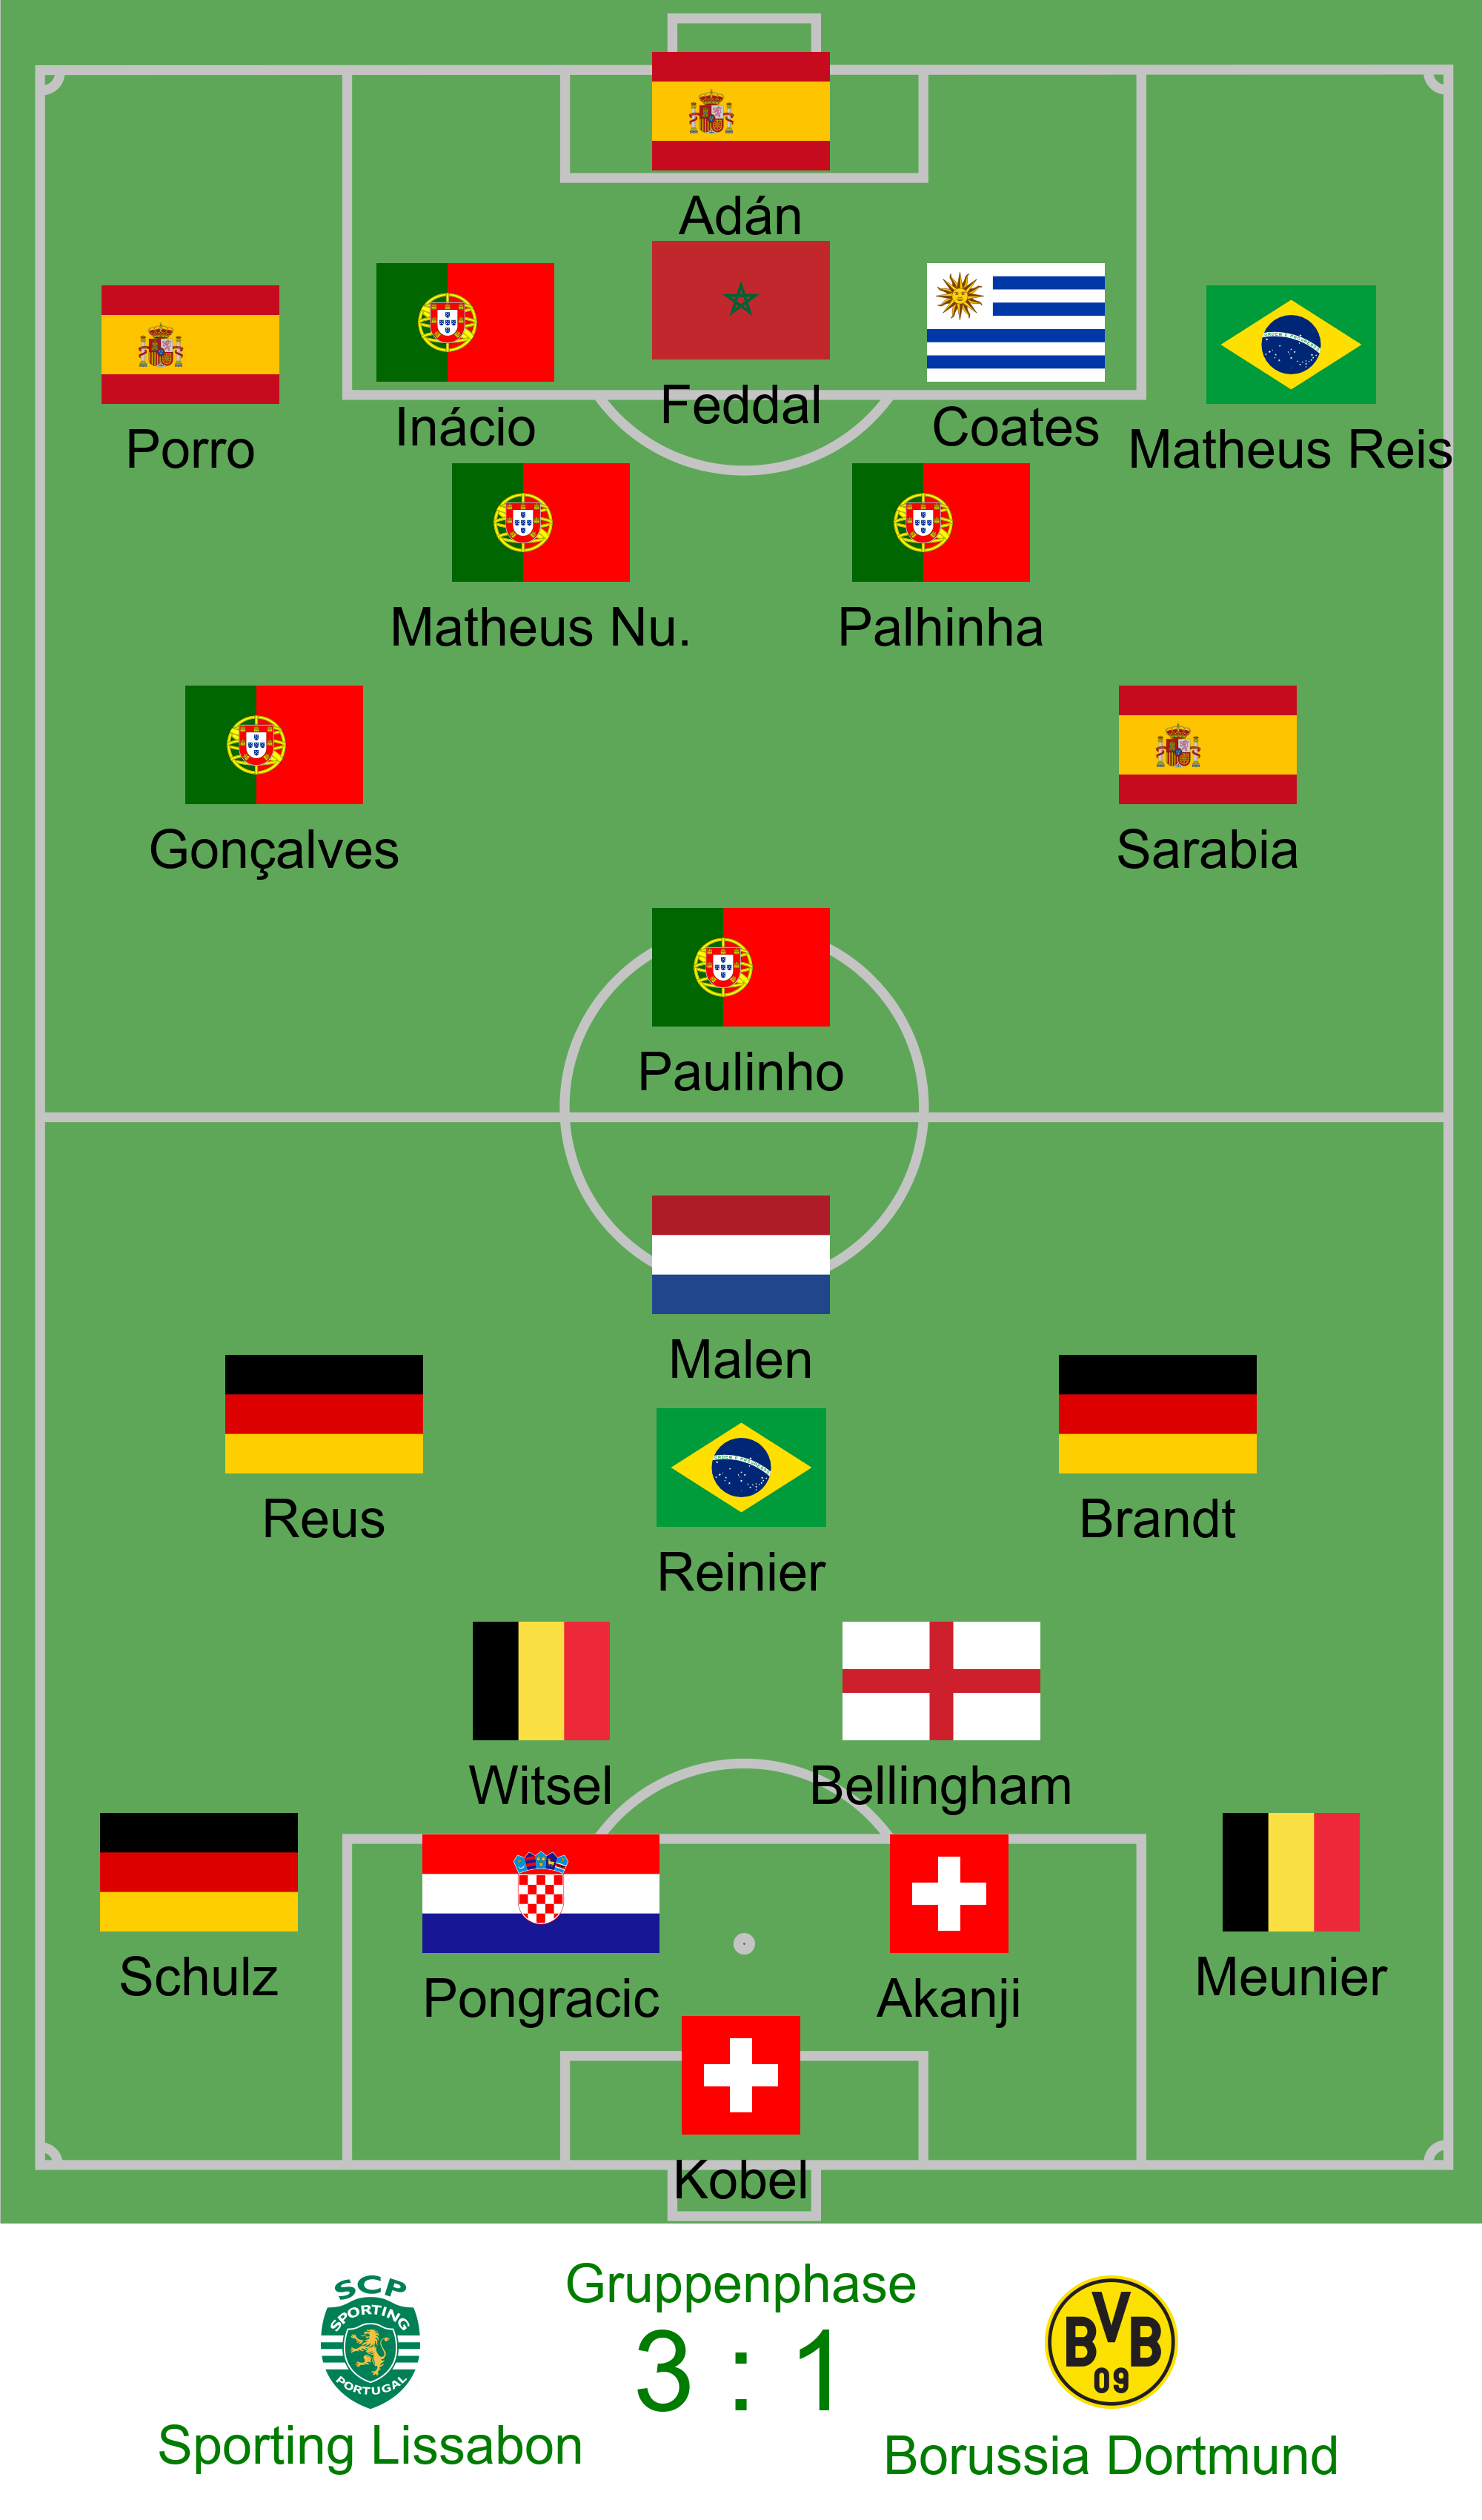 Adán
Feddal
Inácio
Coates
Porro
Matheus Reis
Matheus Nu.
Palhinha
Gonçalves
Sarabia
Paulinho
Malen
Reus
Brandt
Reinier
Witsel
Bellingham
Schulz
Meunier
Pongracic
Akanji
Kobel
Gruppenphase
SCP
SPORTING
PORTUGAL
3 : 1
BVB
09
Sporting Lissabon
Borussia Dortmund